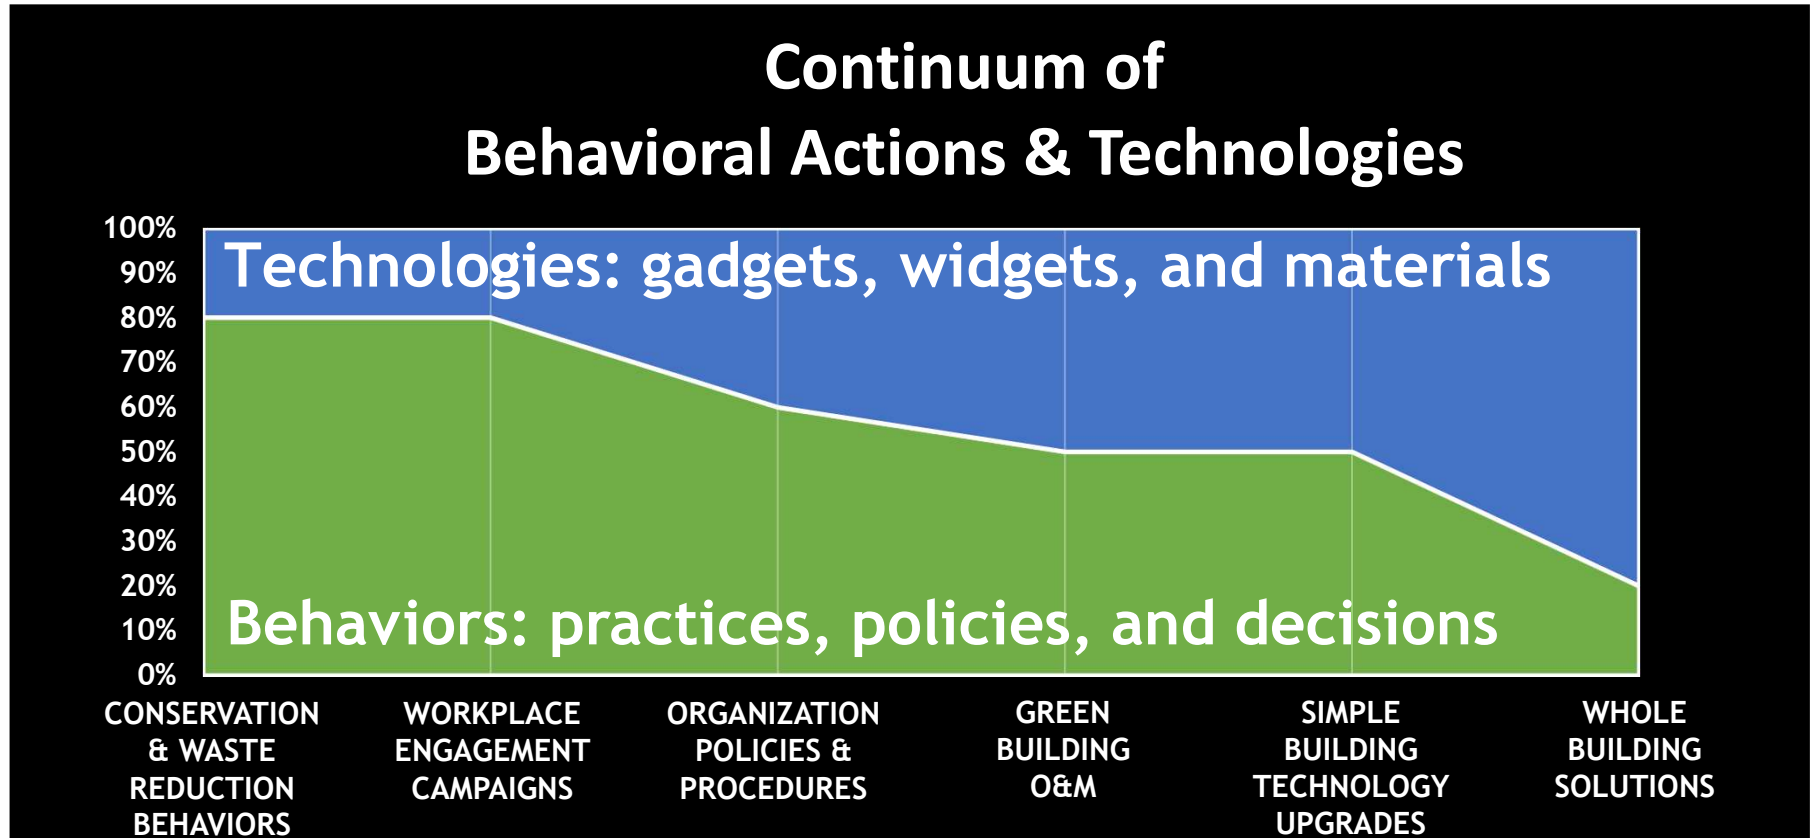 Continuum of
Behavioral Actions & Technologies
100%
90%
80%
70%
60%
50%
40%
30%
20%
10%
0%
Technologies: gadgets, widgets, and materials
Behaviors: practices, policies, and decisions
CONSERVATION
& WASTE
REDUCTION
BEHAVIORS
WORKPLACE
ENGAGEMENT
CAMPAIGNS
ORGANIZATION
POLICIES &
PROCEDURES
GREEN
BUILDING
O&M
SIMPLE
BUILDING
TECHNOLOGY
UPGRADES
WHOLE
BUILDING
SOLUTIONS